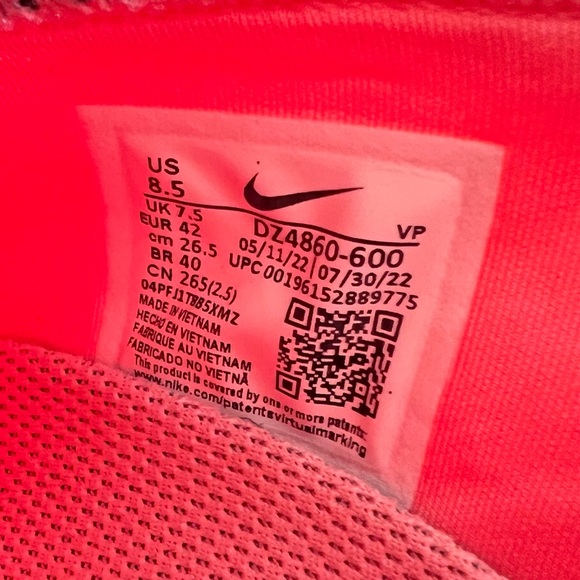 US
8.5
UK 7.5
EUR 42
cm 26.5
BR 40
CN 265(2.5)
04PFJ1TBB5XMZ
MADE IN VIETNAM
HECHO EN VIETNAM
FABRIQUE AU VIETNAM
FABRICADO NO VIETNÃ
This product is covered by one or more patents:
www.nike.com/patentsvirtualmarking
VP
DZ4860-600
05/11/22 07/30/22
UPC 00196152889775